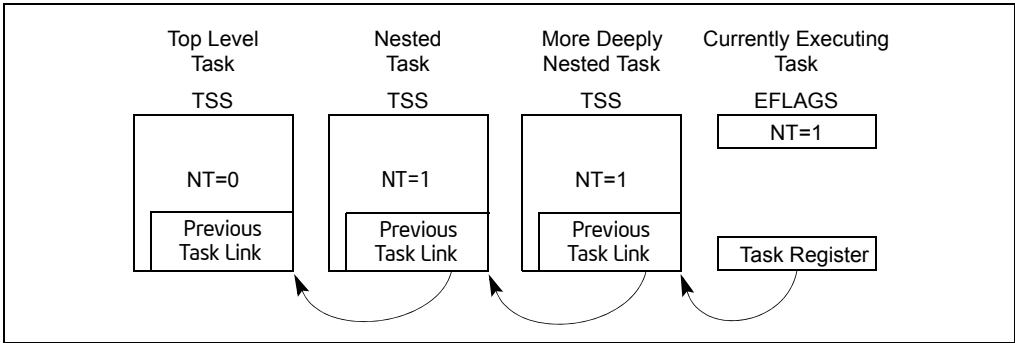 Top Level
Task
Nested
Task
More Deeply
Nested Task
Currently Executing
Task
TSS
TSS
TSS
EFLAGS
NT=1
NT=0
NT=1
NT=1
Previous
Task Link
Previous
Task Link
Previous
Task Link
Task Register